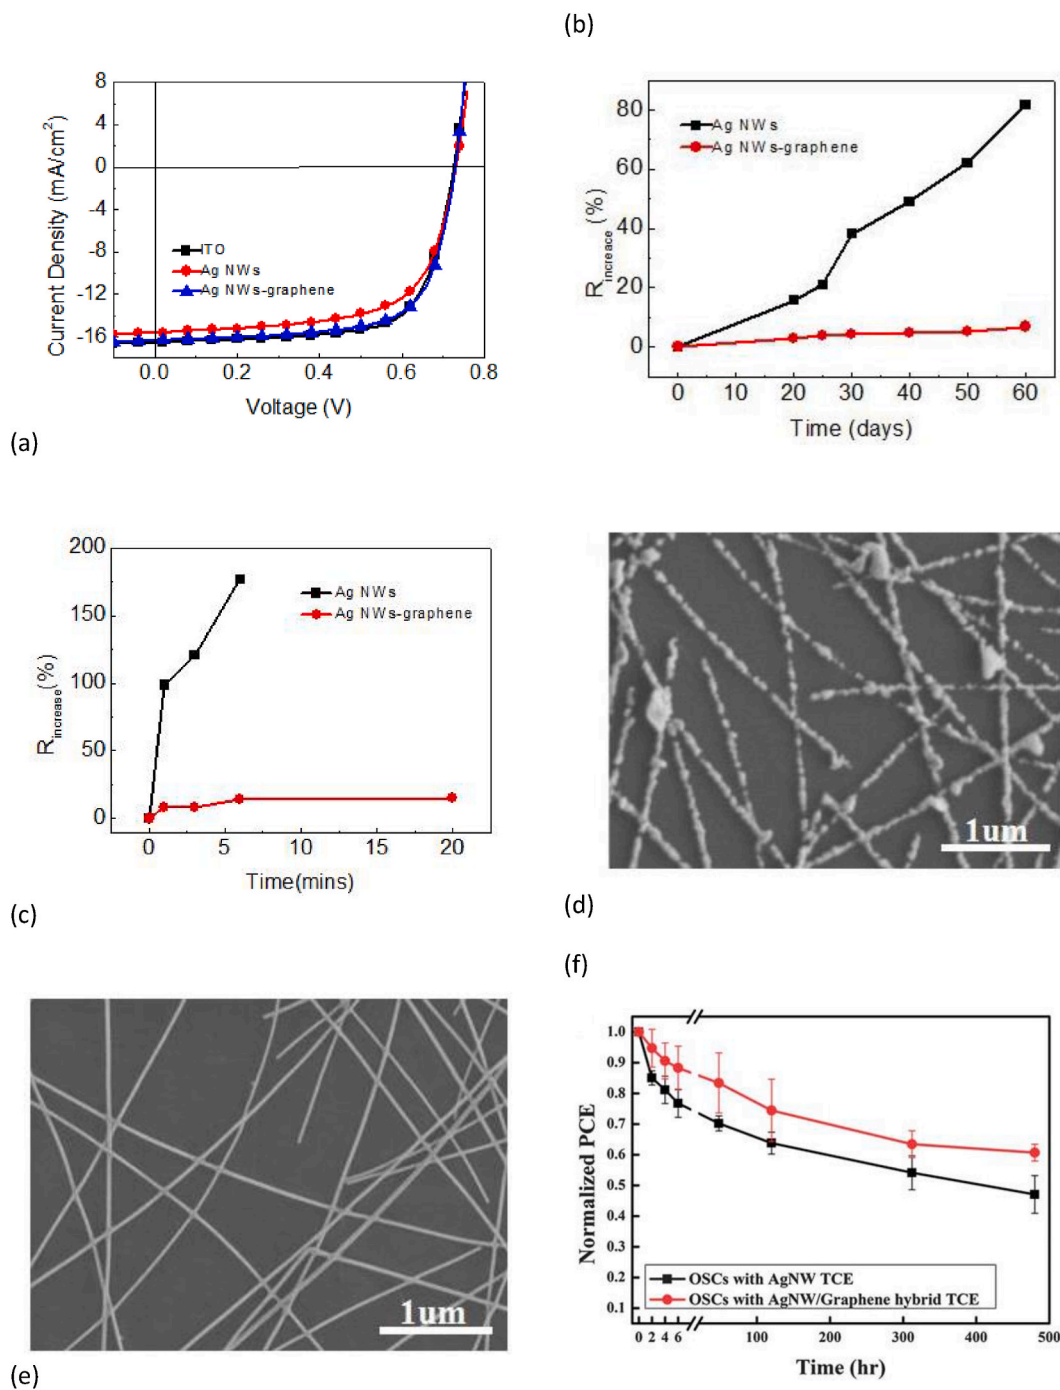 (b)
8
4
0
-4
-8
-12
-16
Current Density (mA/cm²)
ITO
Ag NWs
Ag NWs-graphene
0.0
0.2
0.4
0.6
0.8
Voltage (V)
(a)
80
60
40
20
0
R increace (%)
Ag NWs
Ag NWs-graphene
0
10
20
30
40
50
60
Time (days)
200
150
100
50
0
R increase (%)
Ag NWs
Ag NWs-graphene
0
5
10
15
20
Time(mins)
(c)
1um
(d)
1um
(e)
(f)
1.0
0.9
0.8
0.7
0.6
0.5
0.4
0.3
0.2
0.1
Normalized PCE
OSCs with AgNW TCE
OSCs with AgNW/Graphene hybrid TCE
0 2 4 6
100
200
300
400
500
Time (hr)